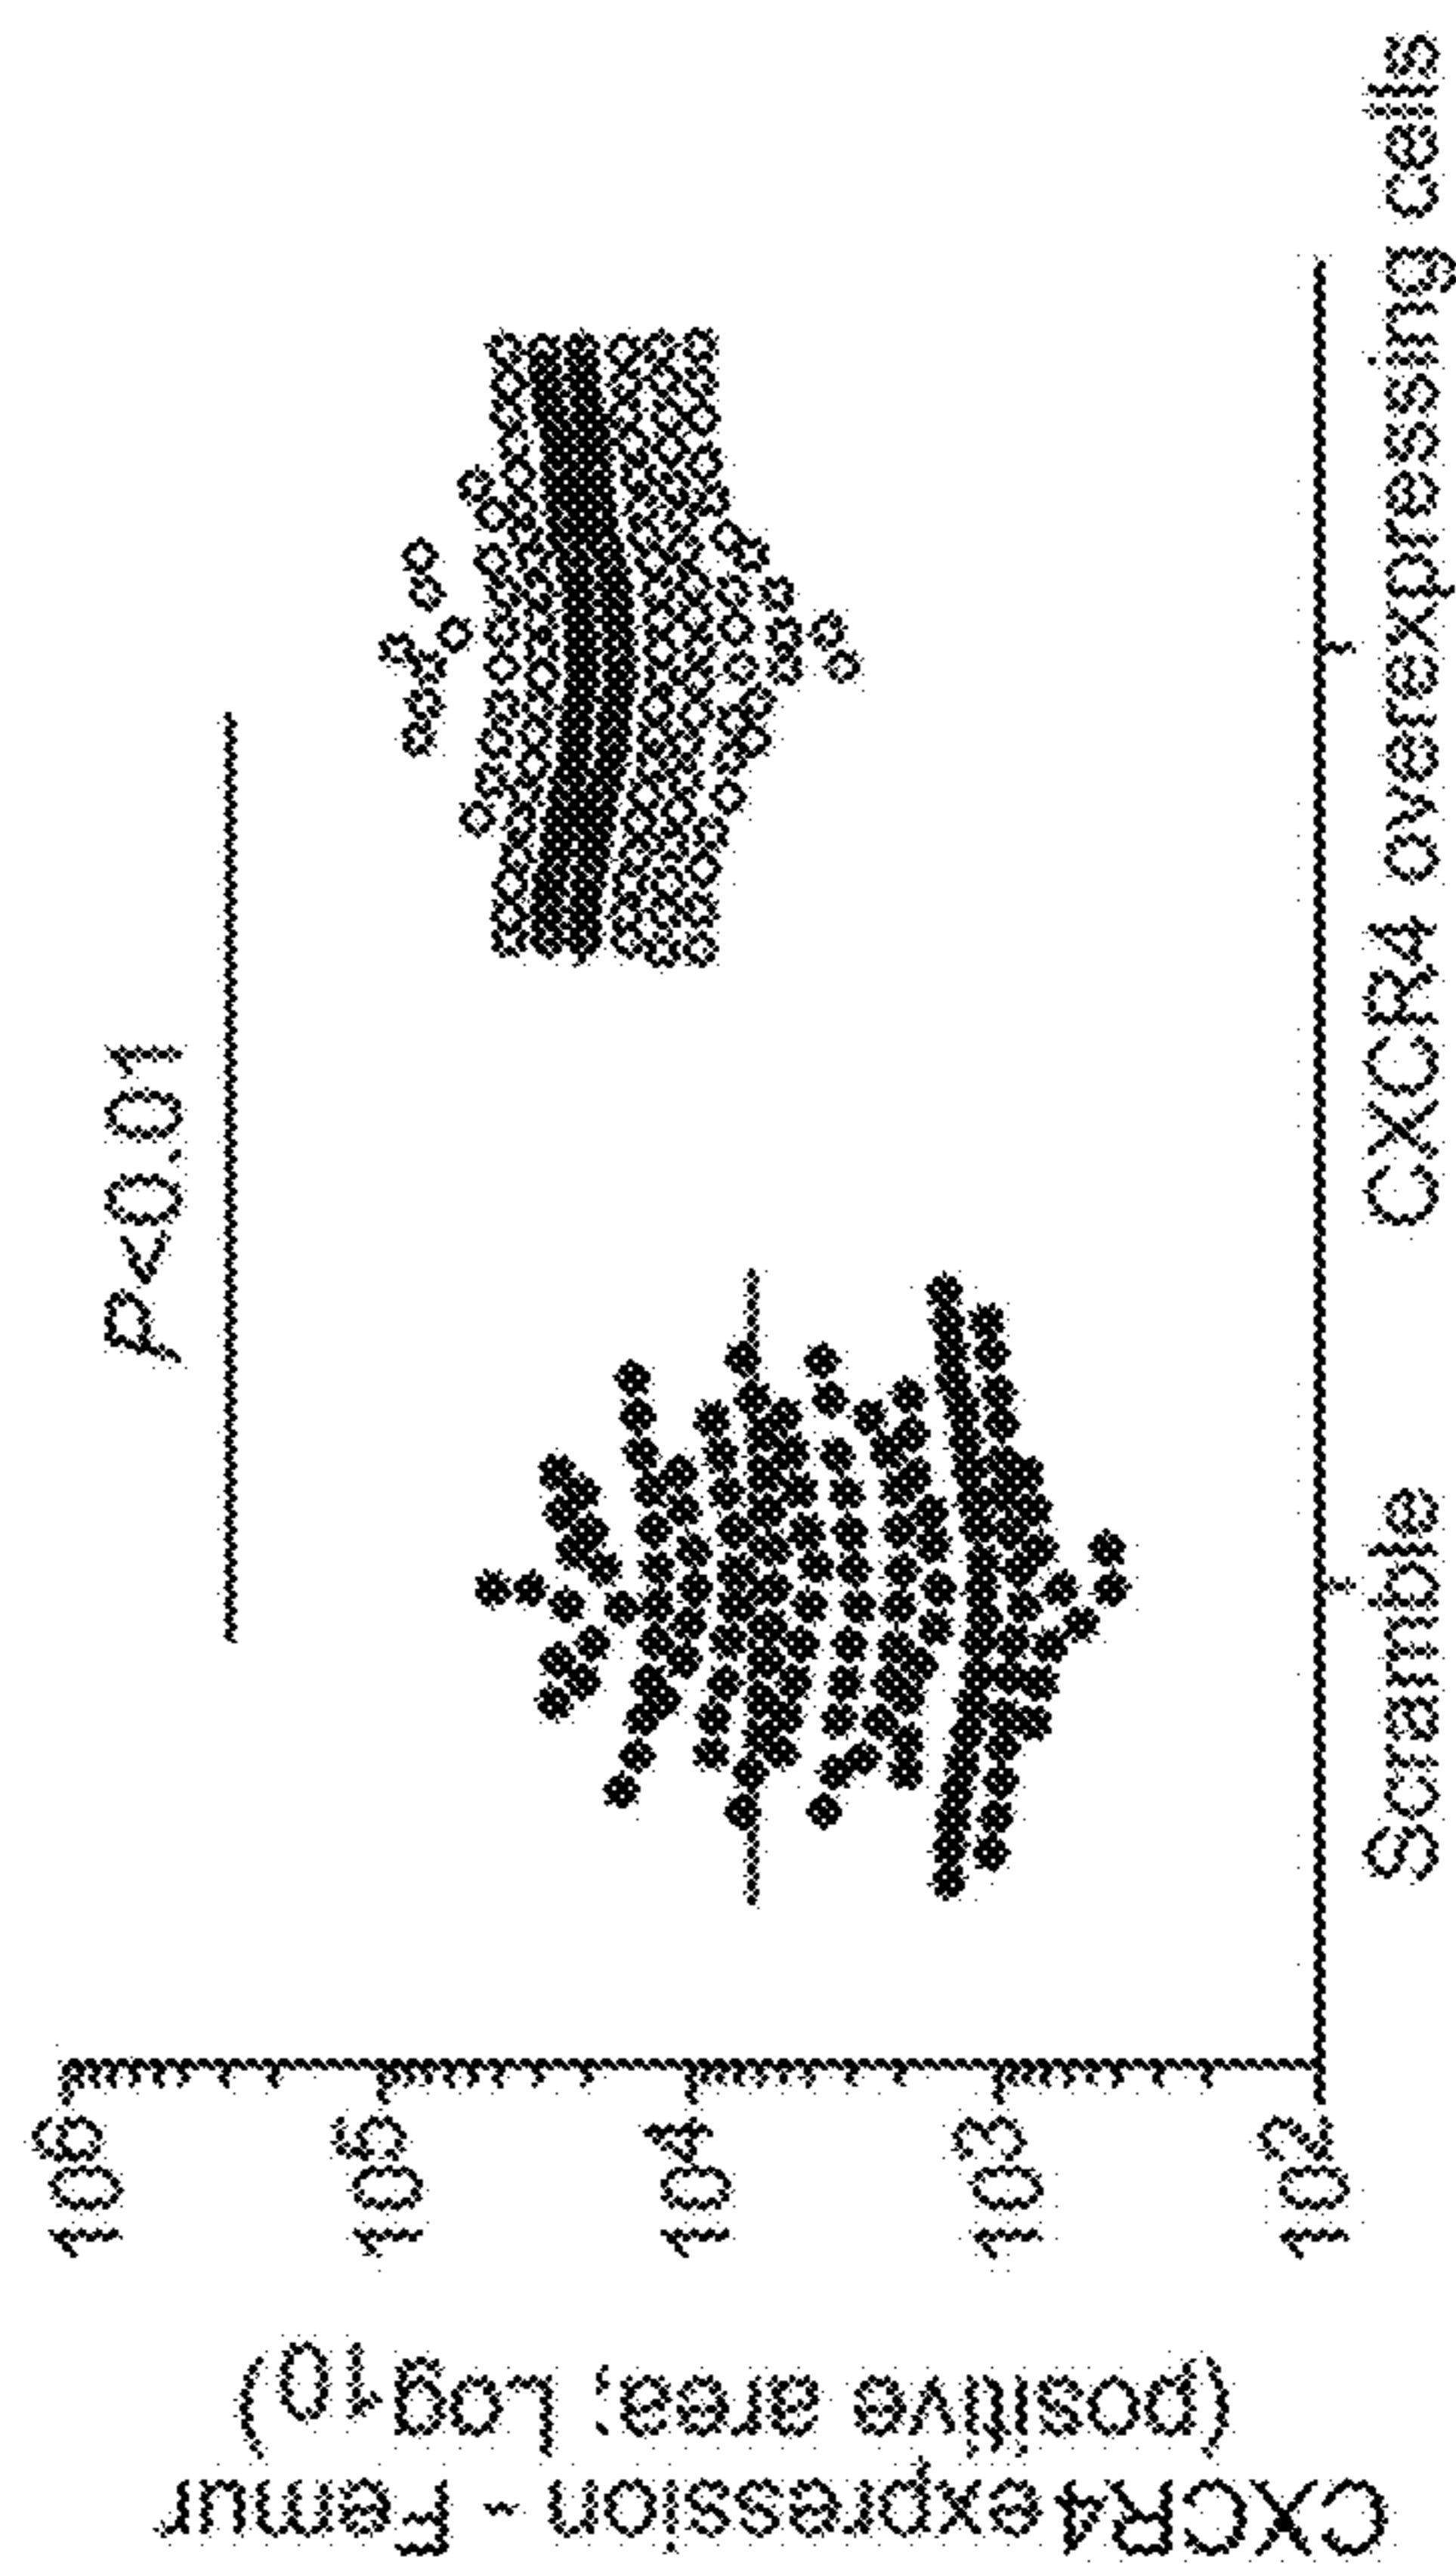 CXCR4 expression - Femur
(positive area; Log10)
P<0.01
10⁶
10⁵
10⁴
10³
10²
Scramble
CXCR4 overexpressing cells